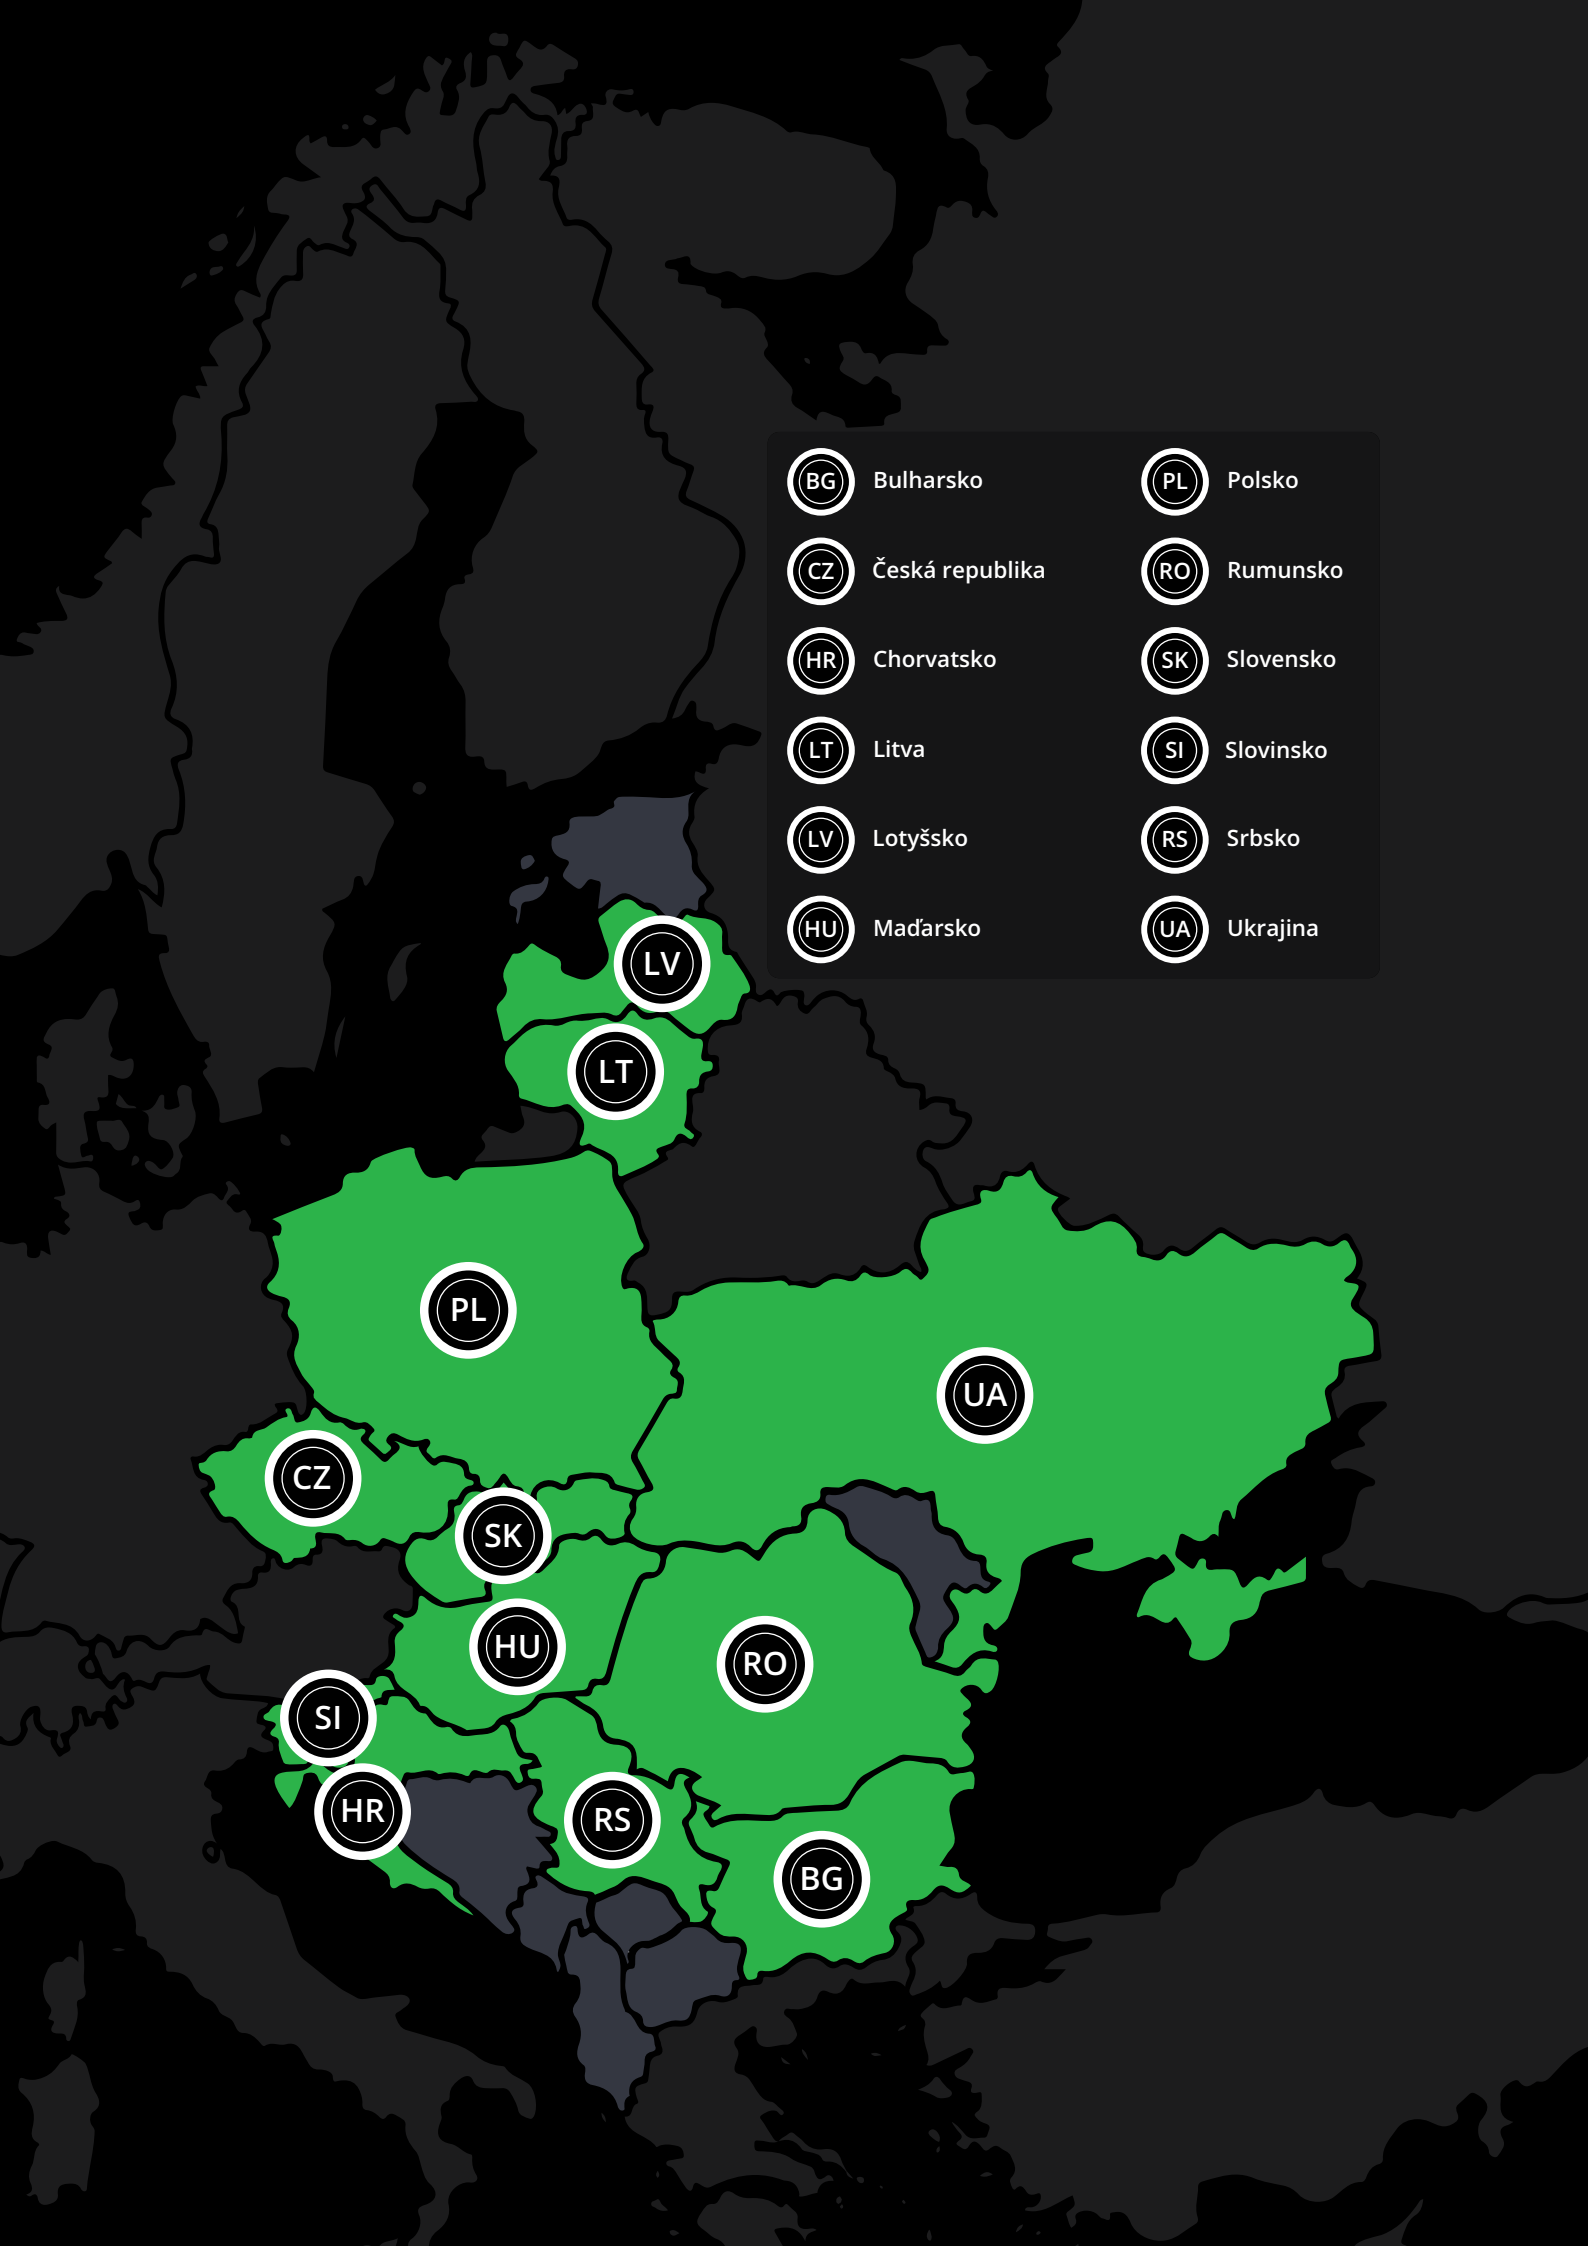 BG Bulharsko
CZ Česká republika
HR Chorvatsko
LT Litva
LV Lotyšsko
HU Maďarsko
PL Polsko
RO Rumunsko
SK Slovensko
SI Slovinsko
RS Srbsko
UA Ukrajina
LV
LT
PL
UA
CZ
SK
HU
RO
SI
HR
RS
BG